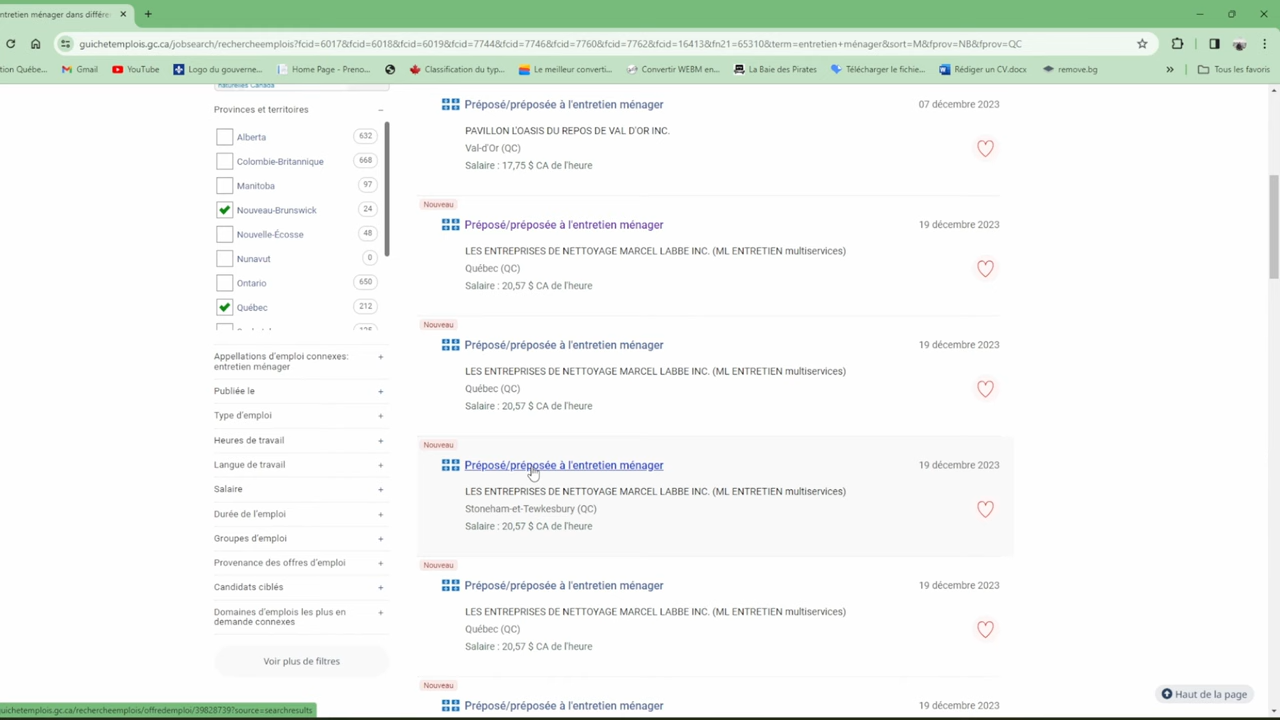 ntretien ménager dans différe
guichetemplois.gc.ca/jobsearch/rechercheemplois?fcid=6017&fcid=6018&fcid=6019&fcid=7744&fcid=7746&fcid=7760&fcid=7762&fcid=16413&fn21=65310&term=entretien+ménager&sort=M&fprov=NB&fprov=QC
tion Québe...
Gmail
YouTube
Logo du gouverne...
Home Page - Preno...
Classification du typ...
Le meilleur converti...
Convertir WEBM en...
La Baie des Pirates
Télécharger le fichie...
Rédiger un CV.docx
remove.bg
»
Tous les favoris
naturelles Canada
Provinces et territoires −
Alberta 632
Colombie-Britannique 668
Manitoba 97
Nouveau-Brunswick 24
Nouvelle-Écosse 48
Nunavut 0
Ontario 650
Québec 212
Appellations d'emploi connexes: +
entretien ménager
Publiée le +
Type d'emploi +
Heures de travail +
Langue de travail +
Salaire +
Durée de l'emploi +
Groupes d'emploi +
Provenance des offres d'emploi +
Candidats ciblés +
Domaines d'emplois les plus en +
demande connexes
Voir plus de filtres
Préposé/préposée à l'entretien ménager 07 décembre 2023
PAVILLON L'OASIS DU REPOS DE VAL D'OR INC.
Val-d'Or (QC)
Salaire : 17,75 $ CA de l'heure
Nouveau
Préposé/préposée à l'entretien ménager 19 décembre 2023
LES ENTREPRISES DE NETTOYAGE MARCEL LABBE INC. (ML ENTRETIEN multiservices)
Québec (QC)
Salaire : 20,57 $ CA de l'heure
Nouveau
Préposé/préposée à l'entretien ménager 19 décembre 2023
LES ENTREPRISES DE NETTOYAGE MARCEL LABBE INC. (ML ENTRETIEN multiservices)
Québec (QC)
Salaire : 20,57 $ CA de l'heure
Nouveau
Préposé/préposée à l'entretien ménager 19 décembre 2023
LES ENTREPRISES DE NETTOYAGE MARCEL LABBE INC. (ML ENTRETIEN multiservices)
Stoneham-et-Tewkesbury (QC)
Salaire : 20,57 $ CA de l'heure
Nouveau
Préposé/préposée à l'entretien ménager 19 décembre 2023
LES ENTREPRISES DE NETTOYAGE MARCEL LABBE INC. (ML ENTRETIEN multiservices)
Québec (QC)
Salaire : 20,57 $ CA de l'heure
Nouveau
Préposé/préposée à l'entretien ménager 19 décembre 2023
Haut de la page
guichetemplois.gc.ca/rechercheemplois/offredemploi/39828739?source=searchresults